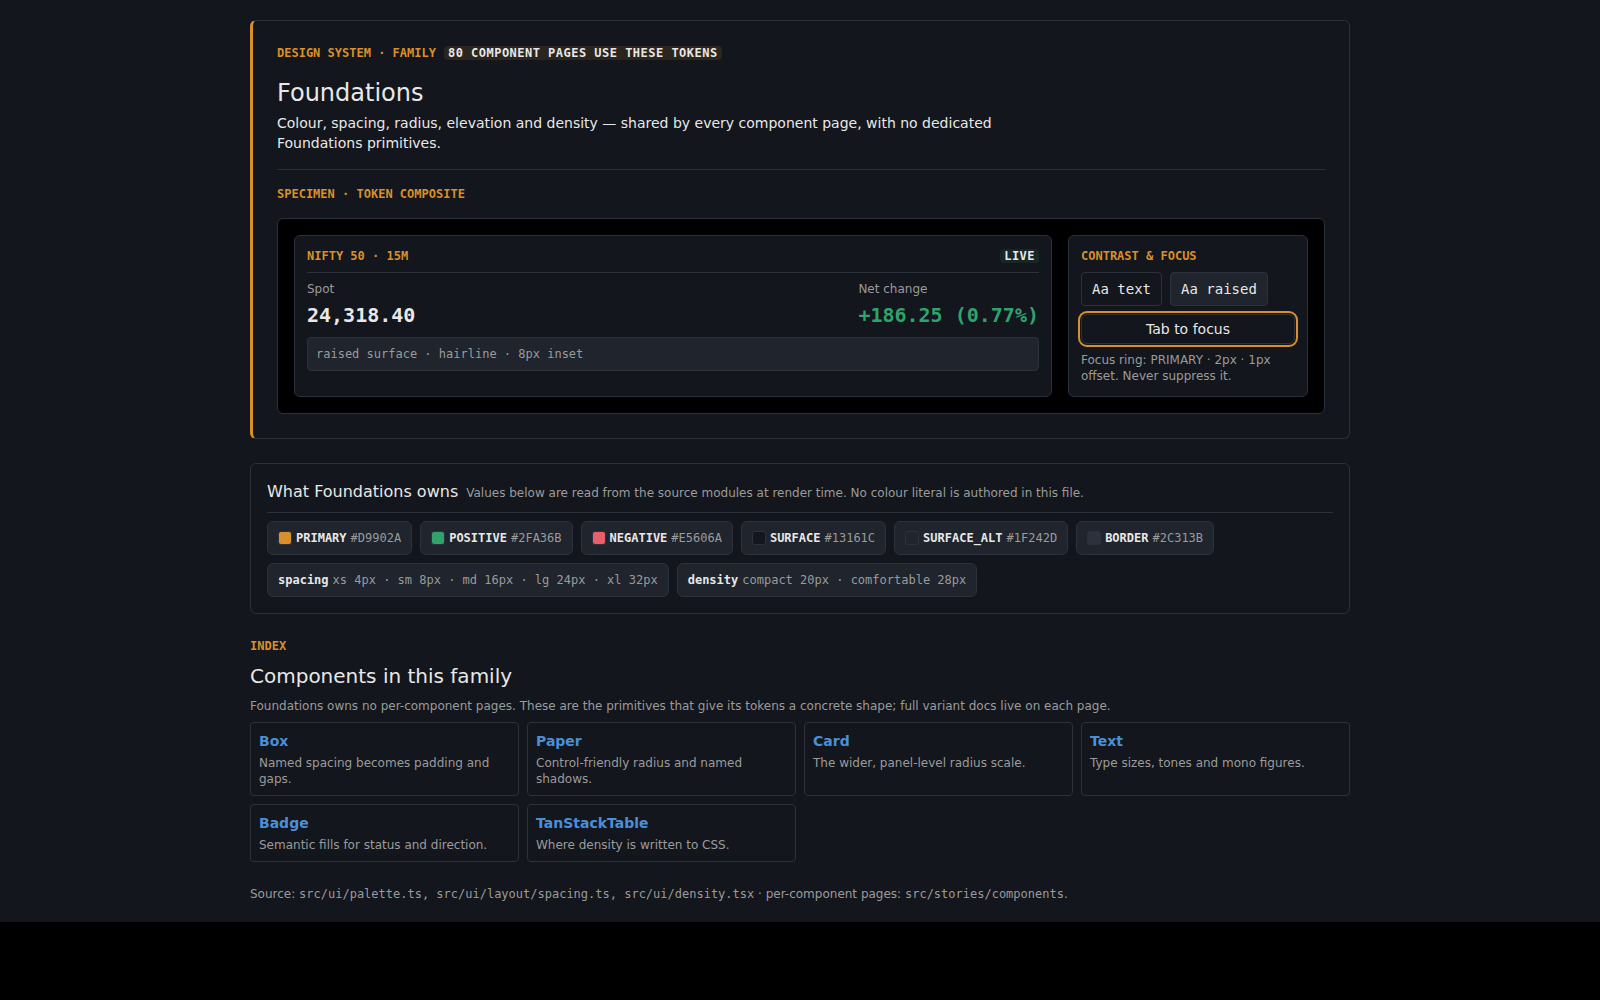 DESIGN SYSTEM · FAMILY 80 COMPONENT PAGES USE THESE TOKENS
Foundations
Colour, spacing, radius, elevation and density — shared by every component page, with no dedicated
Foundations primitives.
SPECIMEN · TOKEN COMPOSITE
NIFTY 50 · 15M LIVE
Spot Net change
24,318.40 +186.25 (0.77%)
raised surface · hairline · 8px inset
CONTRAST & FOCUS
Aa text Aa raised
Tab to focus
Focus ring: PRIMARY · 2px · 1px
offset. Never suppress it.
What Foundations owns Values below are read from the source modules at render time. No colour literal is authored in this file.
PRIMARY #D9902A POSITIVE #2FA36B NEGATIVE #E5606A SURFACE #13161C SURFACE_ALT #1F242D BORDER #2C313B
spacing xs 4px · sm 8px · md 16px · lg 24px · xl 32px density compact 20px · comfortable 28px
INDEX
Components in this family
Foundations owns no per-component pages. These are the primitives that give its tokens a concrete shape; full variant docs live on each page.
Box
Named spacing becomes padding and
gaps.
Paper
Control-friendly radius and named
shadows.
Card
The wider, panel-level radius scale.
Text
Type sizes, tones and mono figures.
Badge
Semantic fills for status and direction.
TanStackTable
Where density is written to CSS.
Source: src/ui/palette.ts, src/ui/layout/spacing.ts, src/ui/density.tsx · per-component pages: src/stories/components.